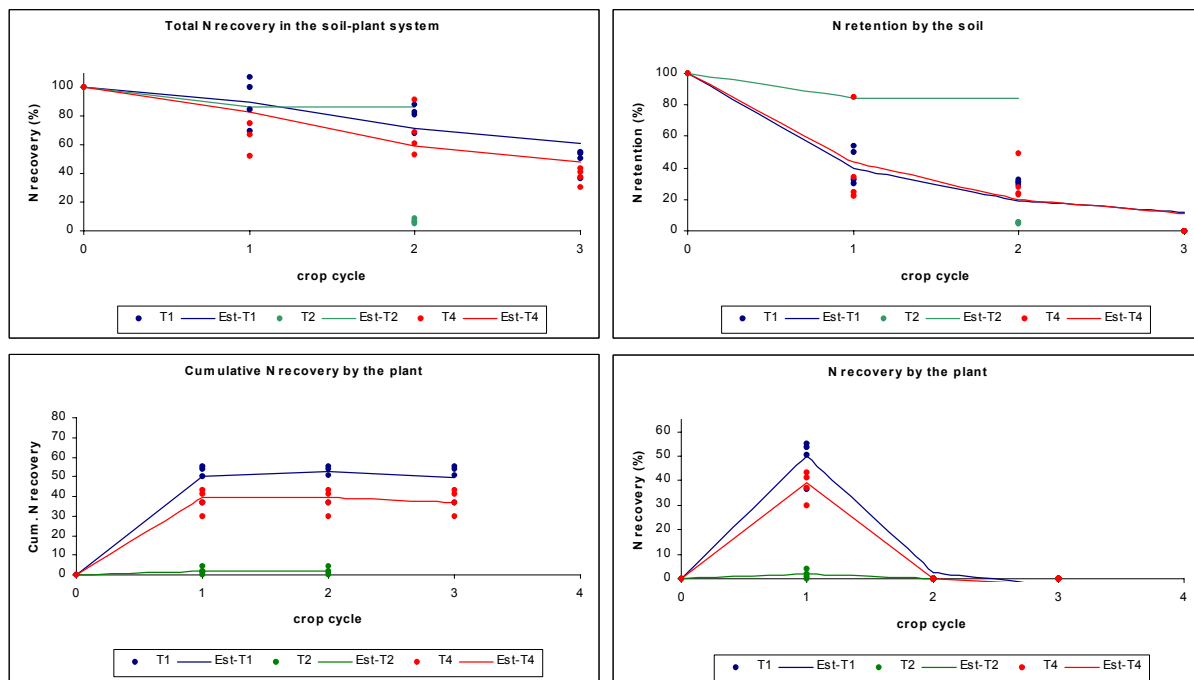 Total N recovery in the soil-plant system
N recovery (%)
100
80
60
40
20
0
0 1 2 3
crop cycle
T1 Est-T1 T2 Est-T2 T4 Est-T4
N retention by the soil
N retention (%)
100
80
60
40
20
0
0 1 2 3
crop cycle
T1 Est-T1 T2 Est-T2 T4 Est-T4
Cumulative N recovery by the plant
Cum. N recovery
80
70
60
50
40
30
20
10
0
0 1 2 3 4
crop cycle
T1 Est-T1 T2 Est-T2 T4 Est-T4
N recovery by the plant
N recovery (%)
60
50
40
30
20
10
0
0 1 2 3 4
crop cycle
T1 Est-T1 T2 Est-T2 T4 Est-T4